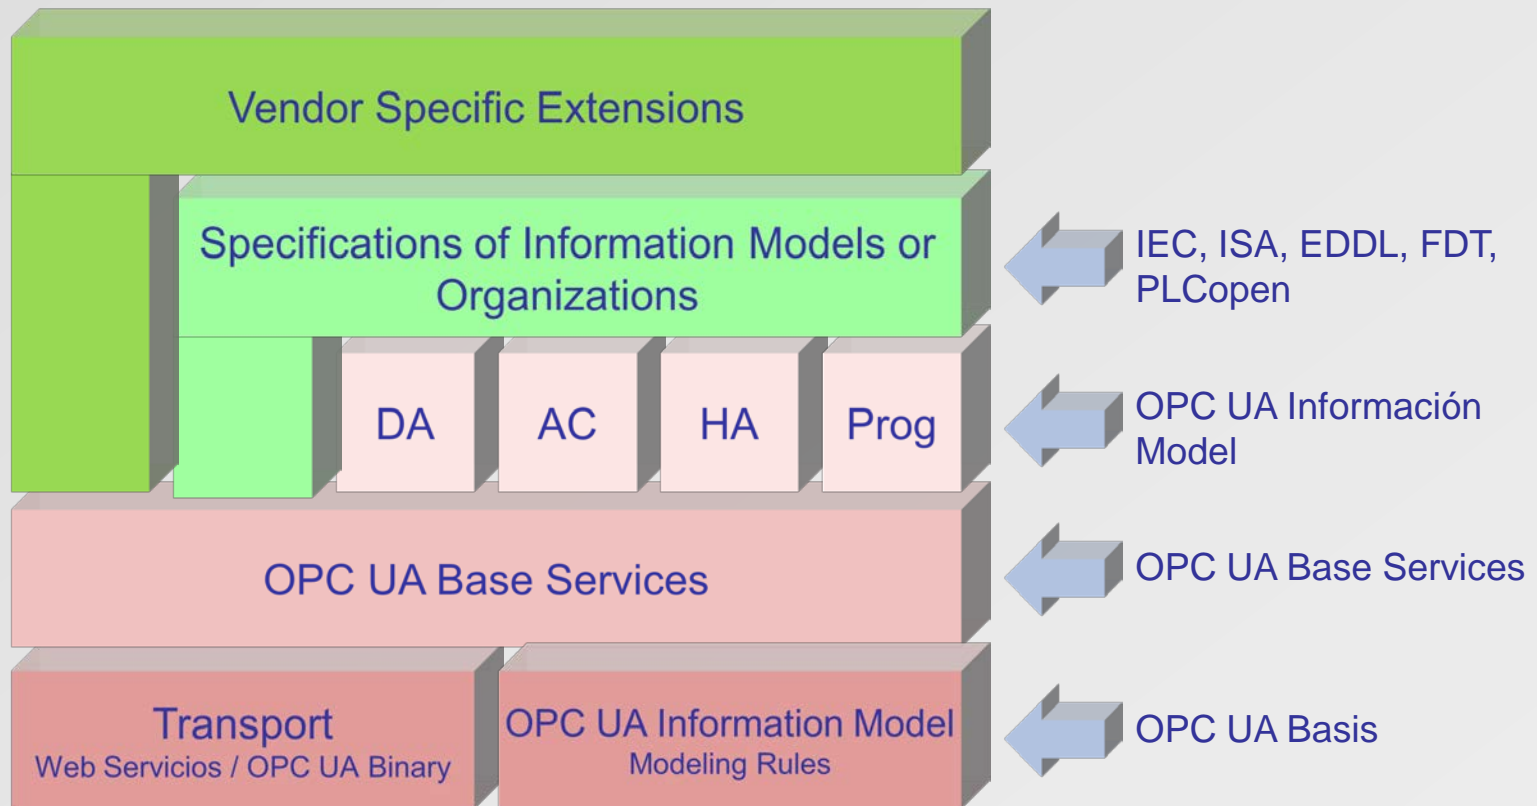 Vendor Specific Extensions
Specifications of Information Models or
Organizations
IEC, ISA, EDDL, FDT,
PLCopen
DA
AC
HA
Prog
OPC UA Información
Model
OPC UA Base Services
OPC UA Base Services
Transport
Web Servicios / OPC UA Binary
OPC UA Information Model
Modeling Rules
OPC UA Basis